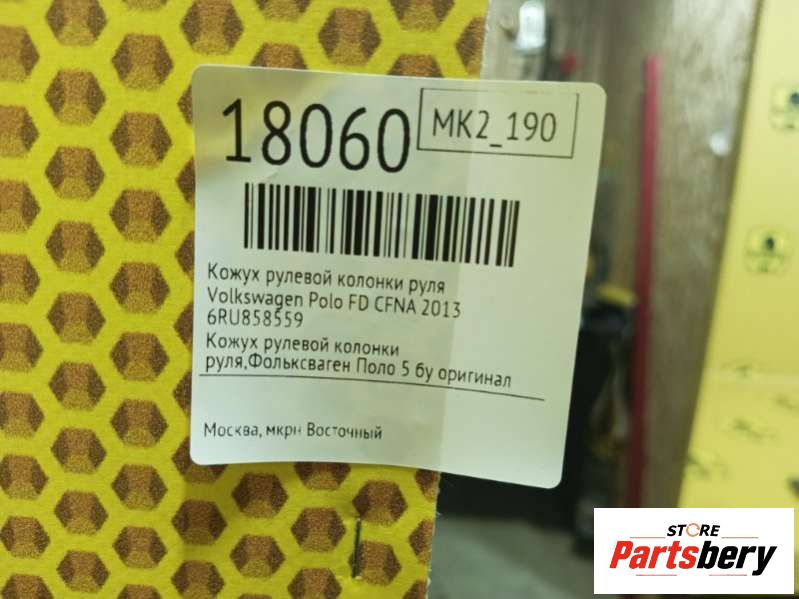 18060
MK2_190
Кожух рулевой колонки руля
Volkswagen Polo FD CFNA 2013
6RU858559
Кожух рулевой колонки
руля,Фольксваген Поло 5 бу оригинал
Москва, мкрн Восточный
STORE
Partsbery